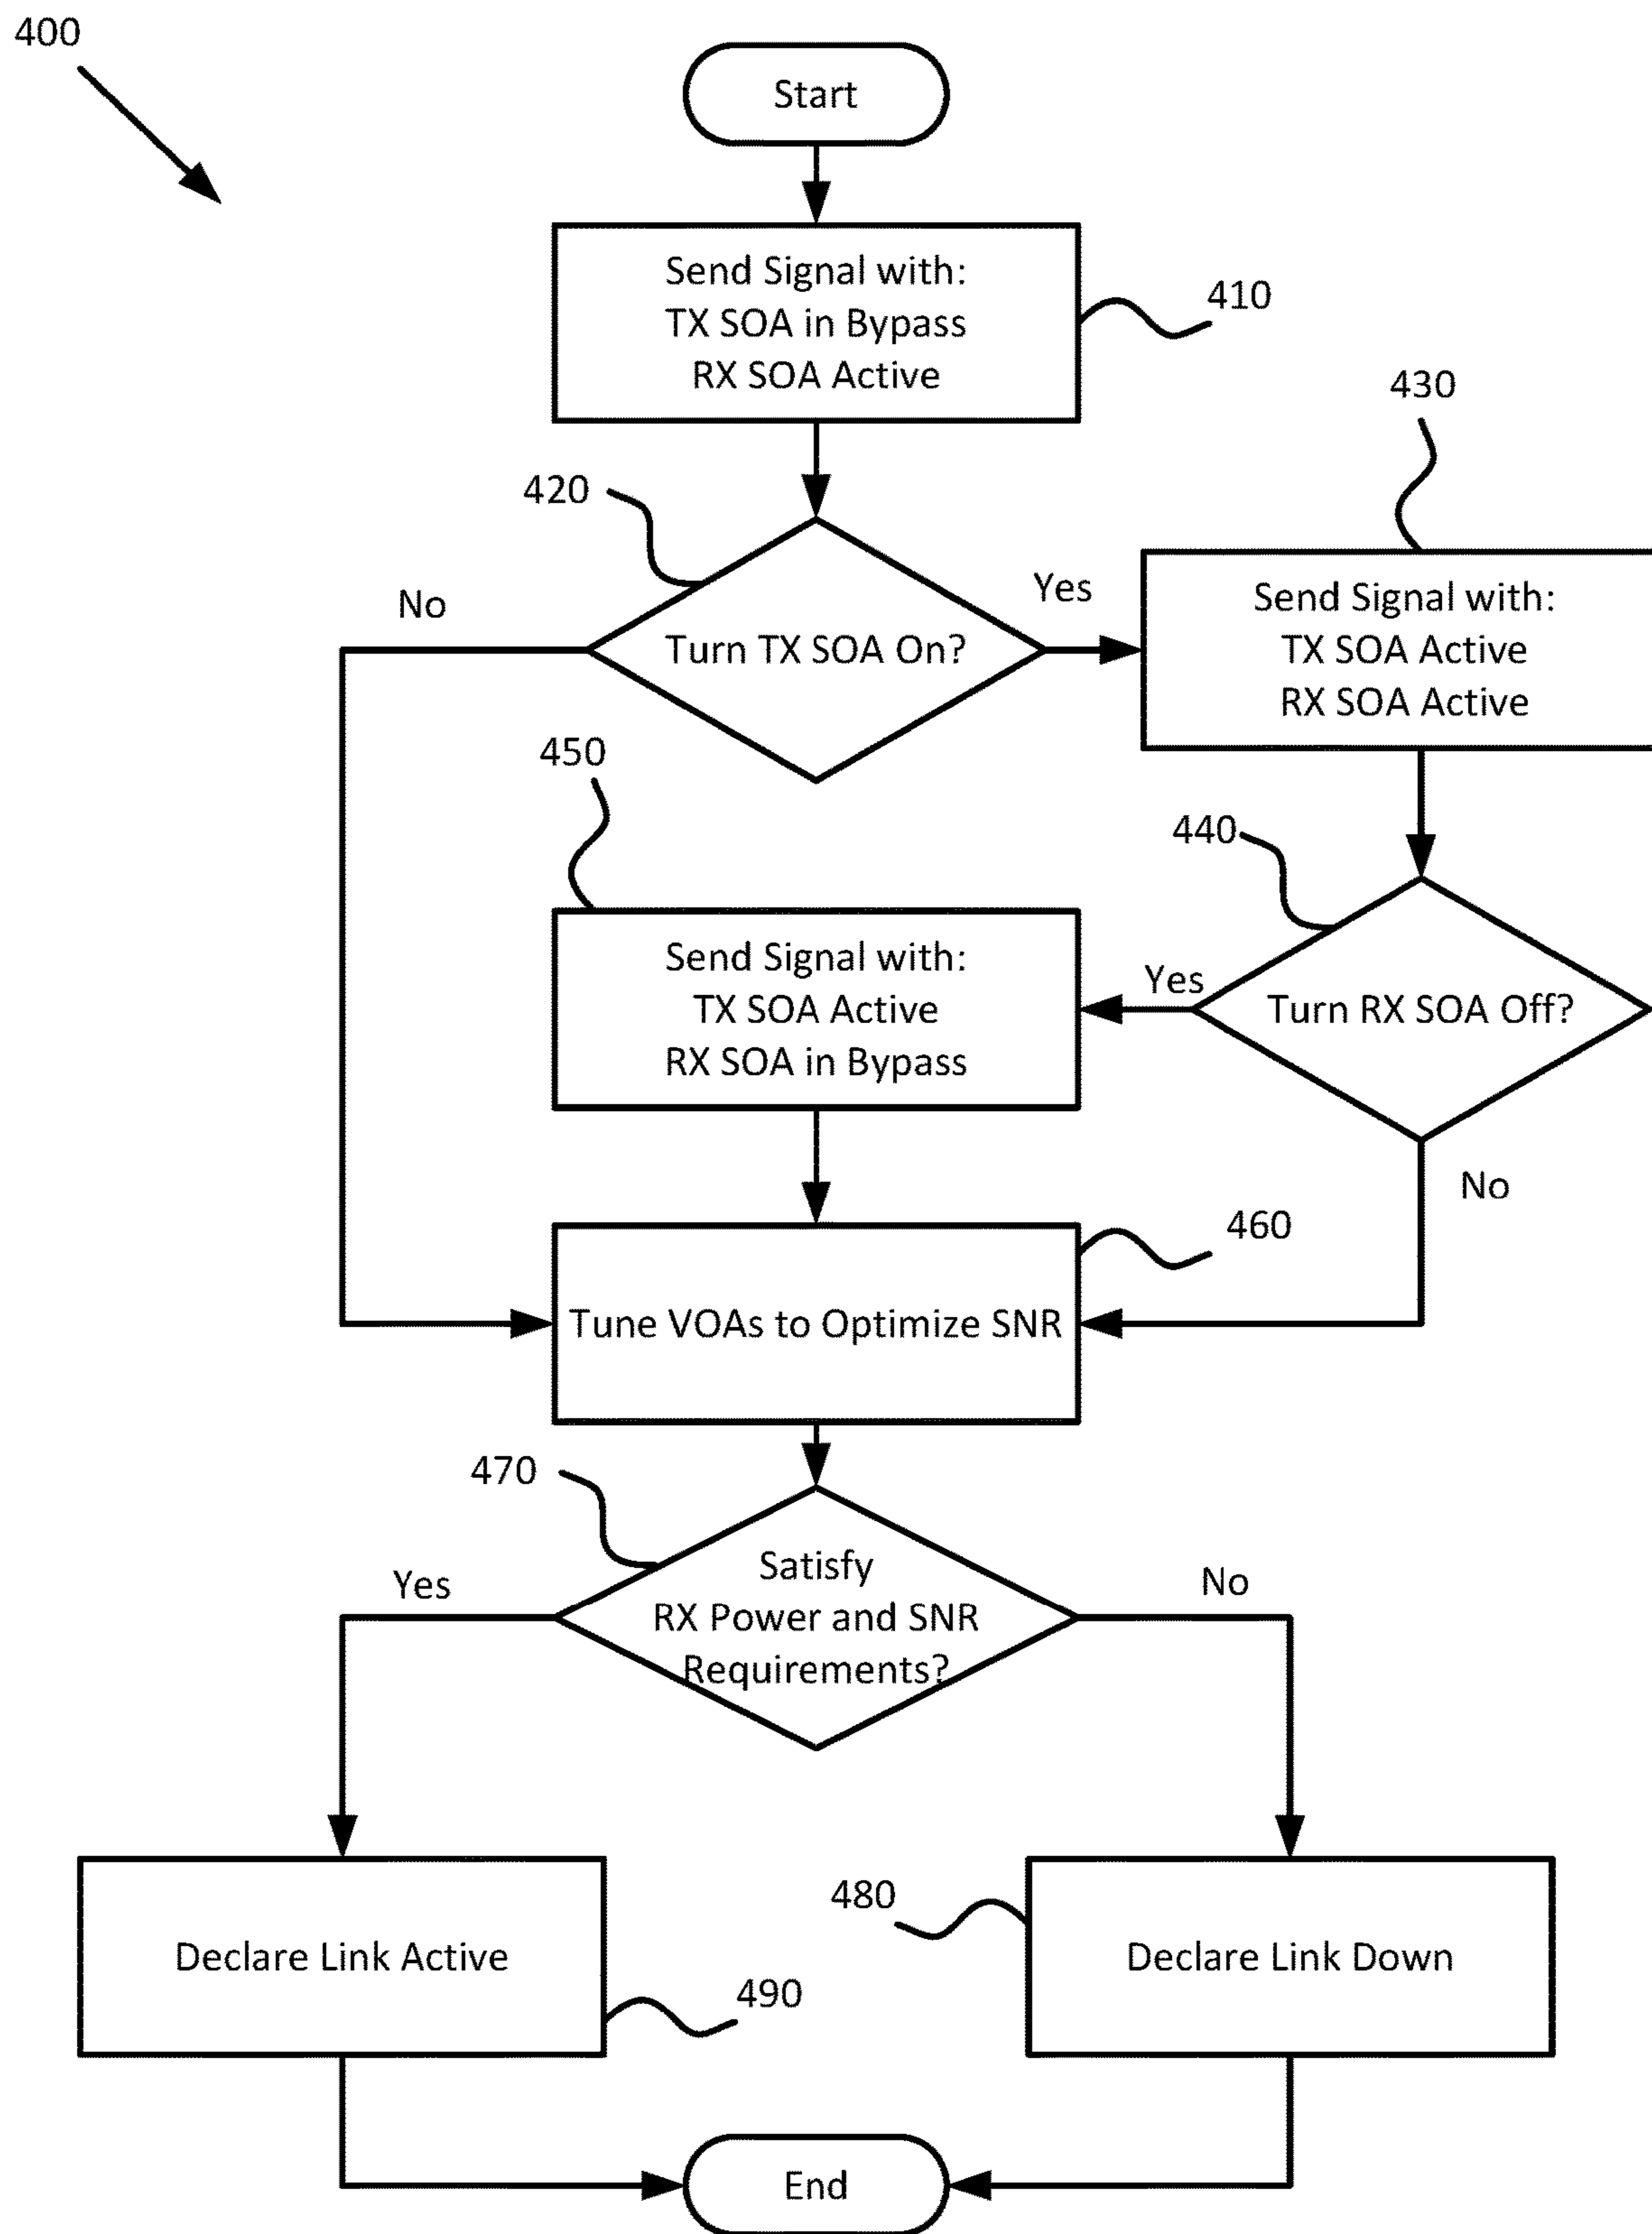 400
Start
Send Signal with:
TX SOA in Bypass
RX SOA Active
410
430
420
No
Yes
Turn TX SOA On?
Send Signal with:
TX SOA Active
RX SOA Active
450
440
Send Signal with:
TX SOA Active
RX SOA in Bypass
Yes
Turn RX SOA Off?
No
460
Tune VOAs to Optimize SNR
470
Yes
Satisfy
RX Power and SNR
Requirements?
No
480
Declare Link Active
Declare Link Down
490
End